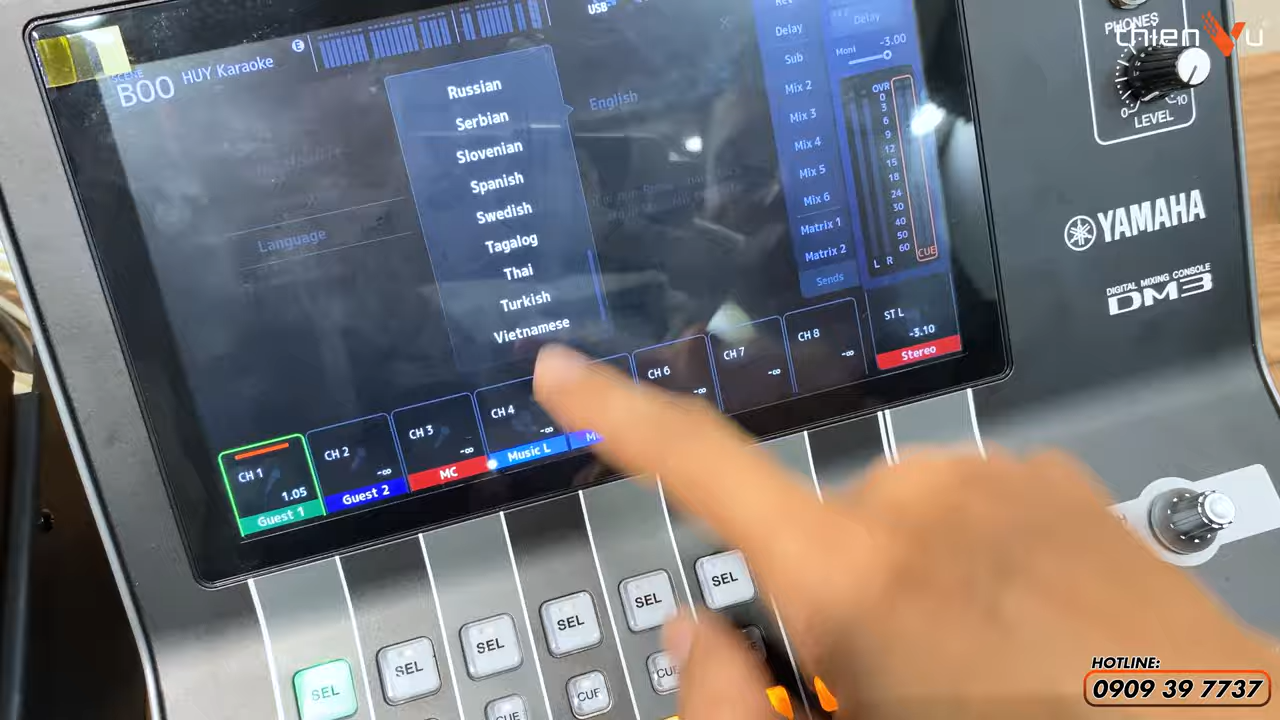 SCENE
B00 HUY Karaoke
E
USB
Language
English
Russian
Serbian
Slovenian
Spanish
Swedish
Tagalog
Thai
Turkish
Vietnamese
Rev
Delay
Sub
Mix 2
Mix 3
Mix 4
Mix 5
Mix 6
Matrix 1
Matrix 2
Sends
Delay
Moni -3.00
OVR
0
3
6
9
12
15
18
24
30
40
50
60
L R CUE
CH 1
1.05
Guest 1
CH 2
-∞
Guest 2
CH 3
-∞
MC
CH 4
-∞
Music L
CH 6
-∞
CH 7
-∞
CH 8
-∞
ST L
-3.10
Stereo
PHONES
0 10
LEVEL
chienVu
YAMAHA
DIGITAL MIXING CONSOLE
DM3
SEL
SEL
SEL
SEL
SEL
SEL
CUE
CUE
CUE
HOTLINE:
0909 39 7737